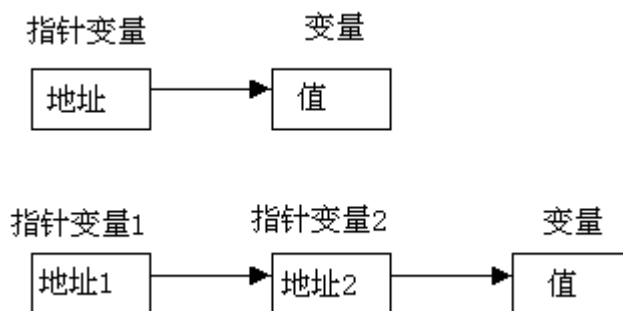 指针变量 变量
地址 值
指针变量1 指针变量2 变量
地址1 地址2 值